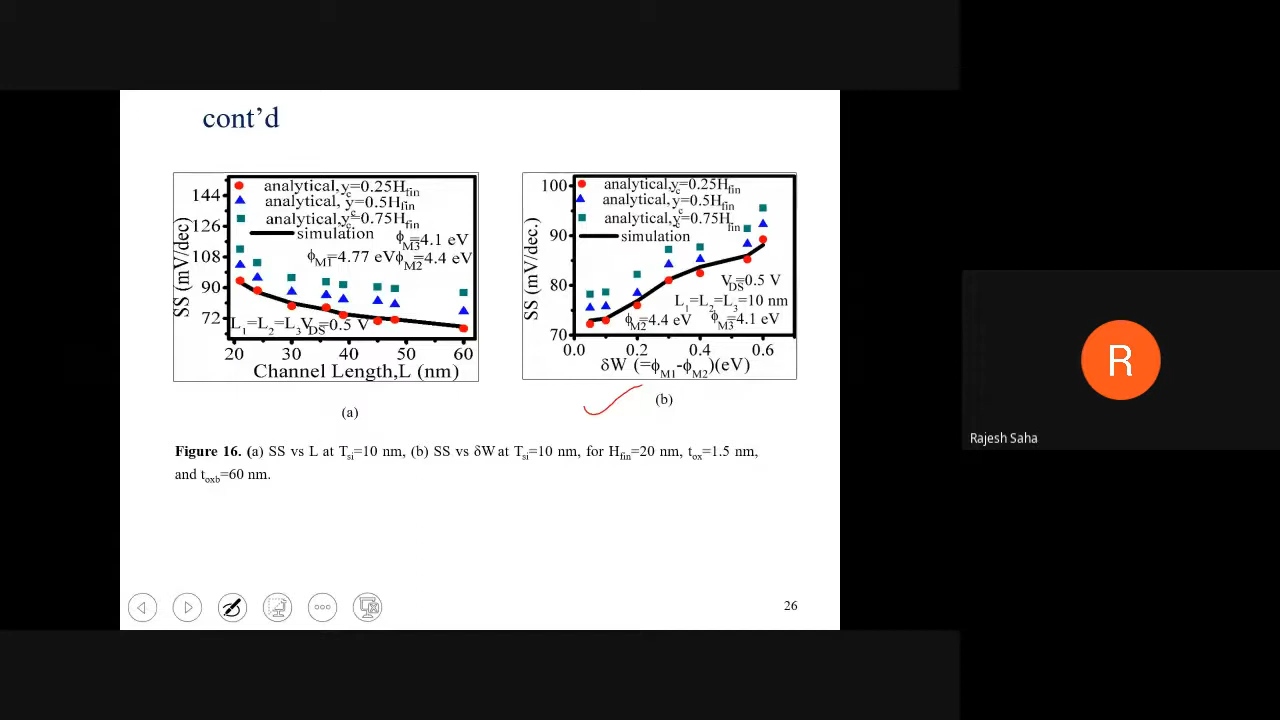 cont’d
analytical,y_c=0.25H_fin
analytical, y_c=0.5H_fin
analytical,y_c=0.75H_fin
simulation
ϕ_M3=4.1 eV
ϕ_M1=4.77 eV ϕ_M2=4.4 eV
L_1=L_2=L_3 V_DS=0.5 V
144
126
108
90
72
SS (mV/dec)
20 30 40 50 60
Channel Length,L (nm)
(a)
analytical,y_c=0.25H_fin
analytical,y_c=0.5H_fin
analytical,y_c=0.75H_fin
simulation
V_DS=0.5 V
L_1=L_2=L_3=10 nm
ϕ_M2=4.4 eV ϕ_M3=4.1 eV
100
90
80
70
SS (mV/dec.)
0.0 0.2 0.4 0.6
δW (=ϕ_M1-ϕ_M2)(eV)
(b)
Figure 16. (a) SS vs L at T_si=10 nm, (b) SS vs δW at T_si=10 nm, for H_fin=20 nm, t_ox=1.5 nm,
and t_oxb=60 nm.
26
R
Rajesh Saha